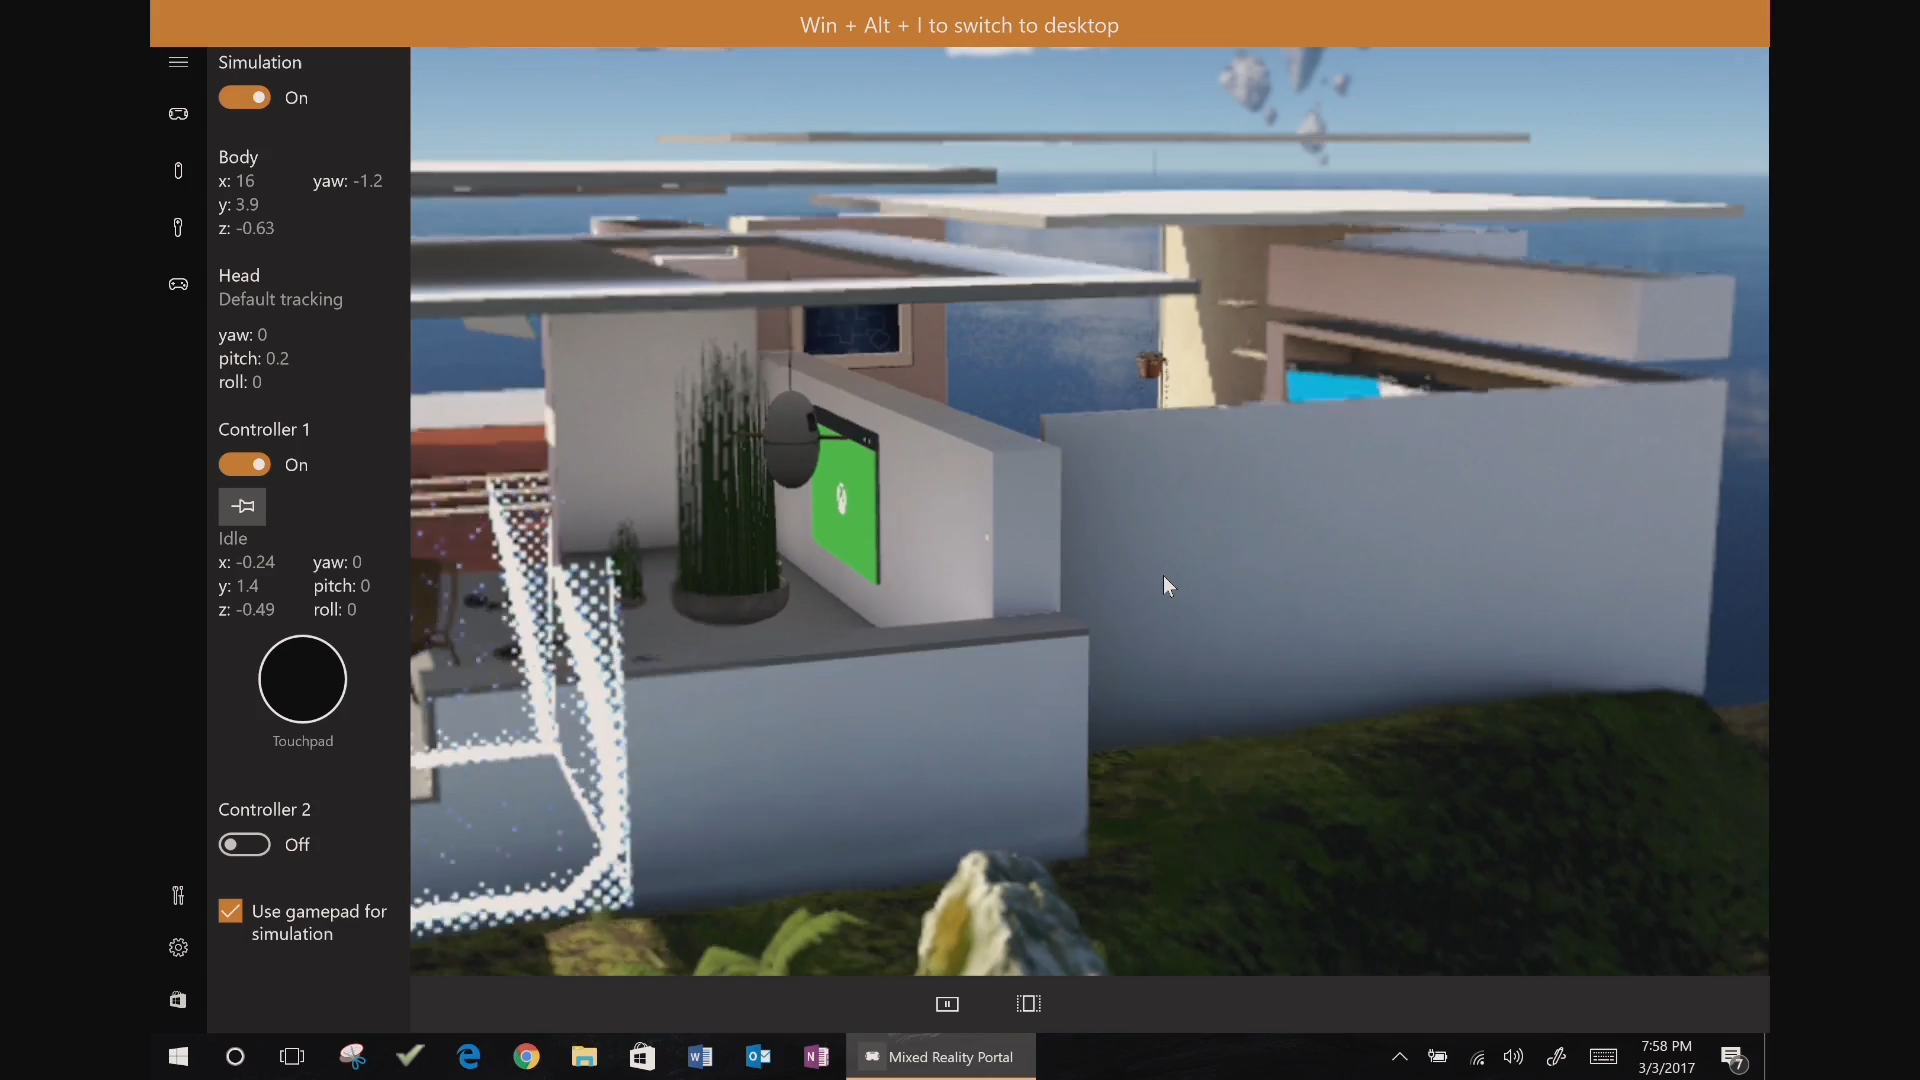 Win + Alt + I to switch to desktop
Simulation
On
Body
x: 16 yaw: -1.2
y: 3.9
z: -0.63
Head
Default tracking
yaw: 0
pitch: 0.2
roll: 0
Controller 1
On
Idle
x: -0.24 yaw: 0
y: 1.4 pitch: 0
z: -0.49 roll: 0
Touchpad
Controller 2
Off
Use gamepad for
simulation
Mixed Reality Portal
7:58 PM
3/3/2017
7